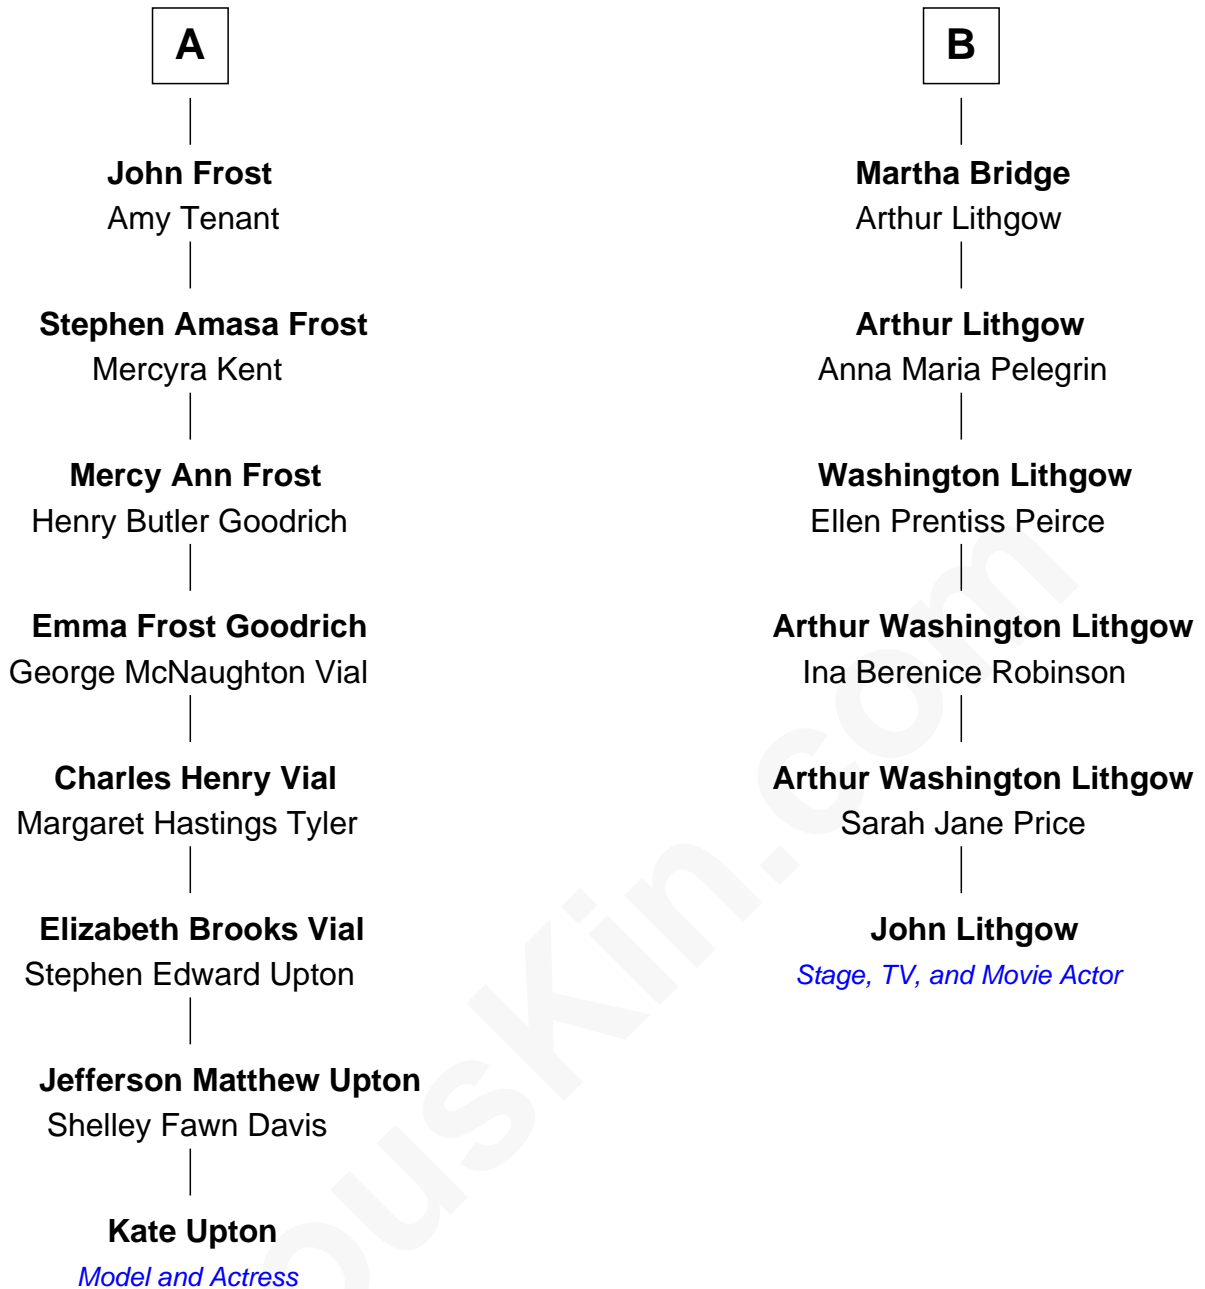 A
John Frost
Amy Tenant
Stephen Amasa Frost
Mercyra Kent
Mercy Ann Frost
Henry Butler Goodrich
Emma Frost Goodrich
George McNaughton Vial
Charles Henry Vial
Margaret Hastings Tyler
Elizabeth Brooks Vial
Stephen Edward Upton
Jefferson Matthew Upton
Shelley Fawn Davis
Kate Upton
Model and Actress
B
Martha Bridge
Arthur Lithgow
Arthur Lithgow
Anna Maria Pelegrin
Washington Lithgow
Ellen Prentiss Peirce
Arthur Washington Lithgow
Ina Berenice Robinson
Arthur Washington Lithgow
Sarah Jane Price
John Lithgow
Stage, TV, and Movie Actor
ousKin.com